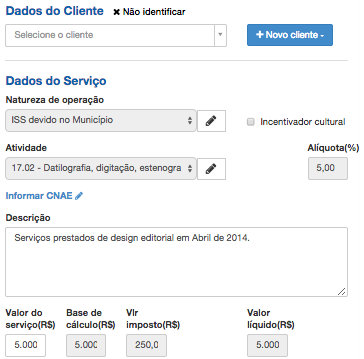 Dados do Cliente ✖ Não identificar
Selecione o cliente
+ Novo cliente -
Dados do Serviço
Natureza de operação
ISS devido no Município
Incentivador cultural
Atividade
Alíquota(%)
17.02 - Datilografia, digitação, estenogra
5,00
Informar CNAE
Descrição
Serviços prestados de design editorial em Abril de 2014.
Valor do Base de Vlr Valor
serviço(R$) cálculo(R$) imposto(R$) líquido(R$)
5.000 5.000 250,0 5.000